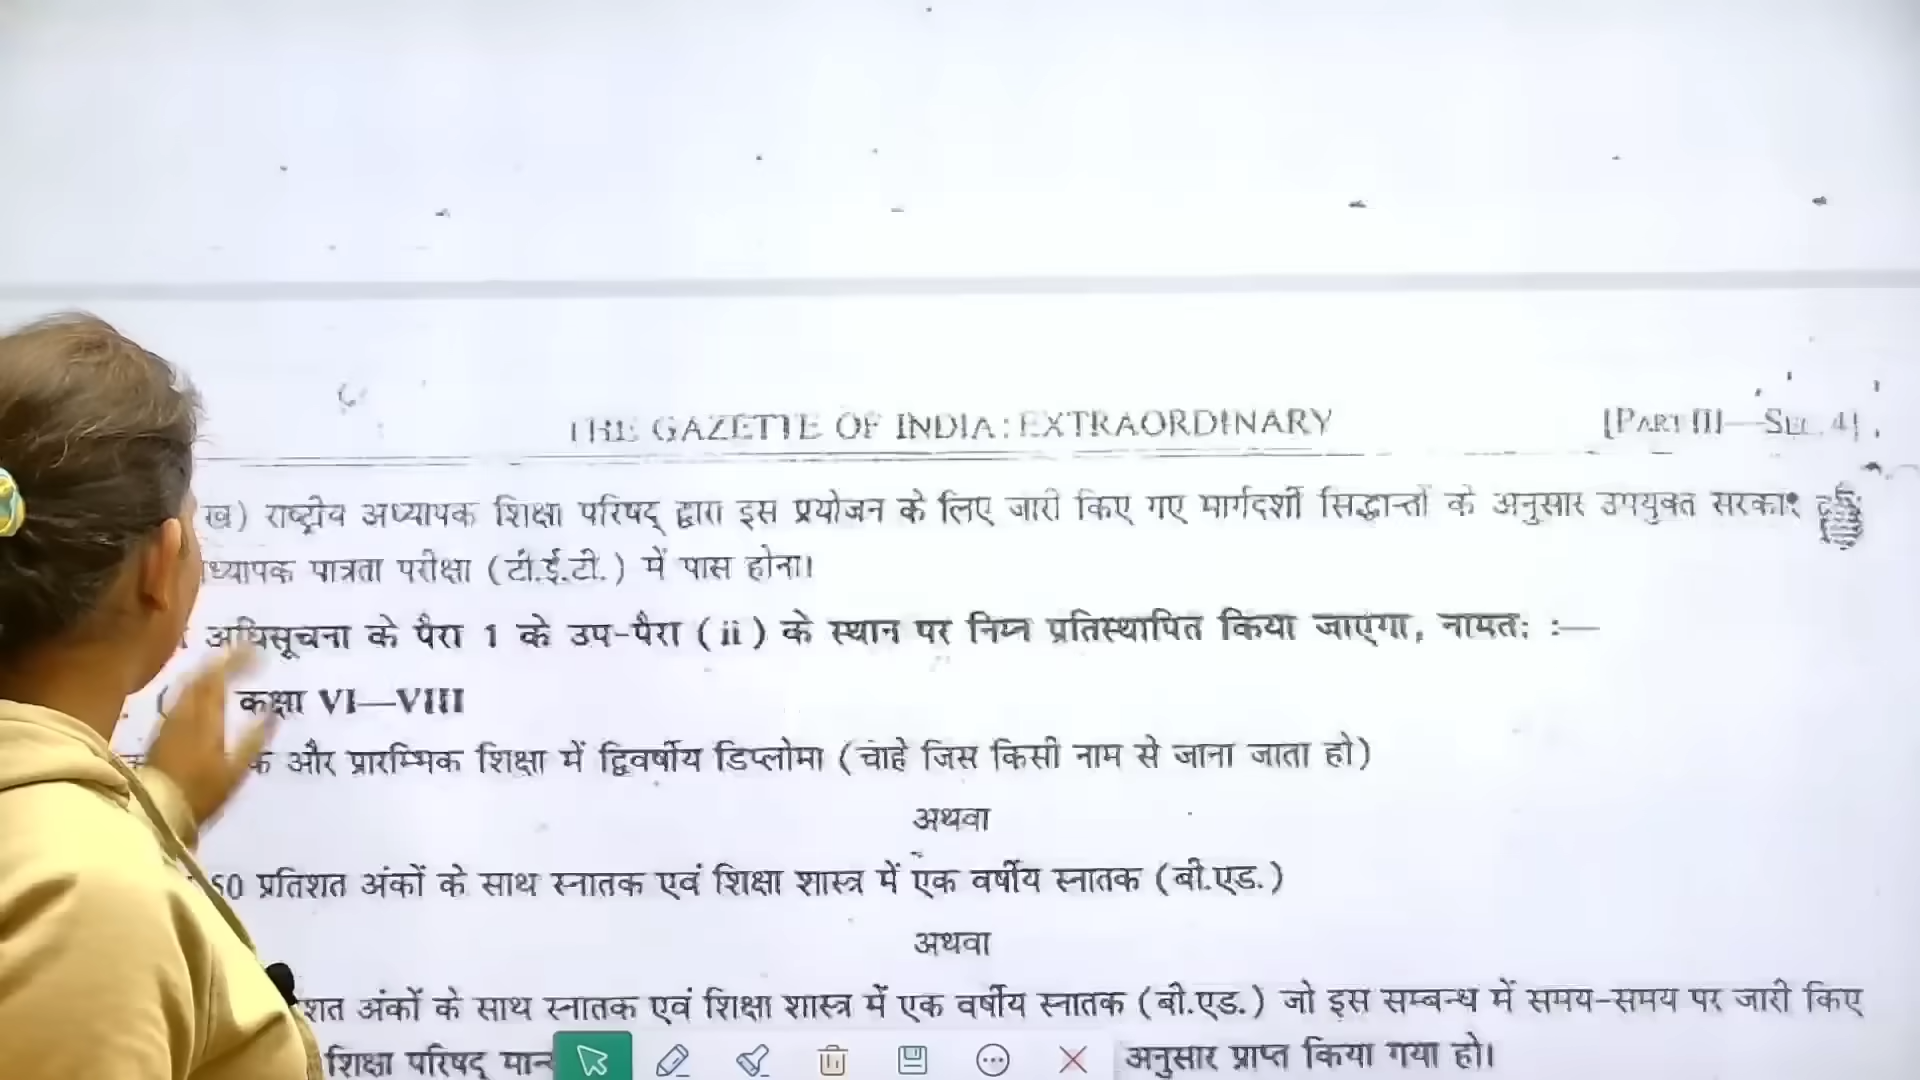 THE GAZETTE OF INDIA : EXTRAORDINARY [PART III—SEC. 4]
ख) राष्ट्रीय अध्यापक शिक्षा परिषद् द्वारा इस प्रयोजन के लिए जारी किए गए मार्गदर्शी सिद्धान्तों के अनुसार उपयुक्त सरकार
ध्यापक पात्रता परीक्षा (टी.ई.टी.) में पास होना।
अधिसूचना के पैरा 1 के उप-पैरा (ii) के स्थान पर निम्न प्रतिस्थापित किया जाएगा, नामतः :—
कक्षा VI—VIII
और प्रारम्भिक शिक्षा में द्विवर्षीय डिप्लोमा (चाहे जिस किसी नाम से जाना जाता हो)
अथवा
50 प्रतिशत अंकों के साथ स्नातक एवं शिक्षा शास्त्र में एक वर्षीय स्नातक (बी.एड.)
अथवा
शत अंकों के साथ स्नातक एवं शिक्षा शास्त्र में एक वर्षीय स्नातक (बी.एड.) जो इस सम्बन्ध में समय-समय पर जारी किए
शिक्षा परिषद् मान अनुसार प्राप्त किया गया हो।